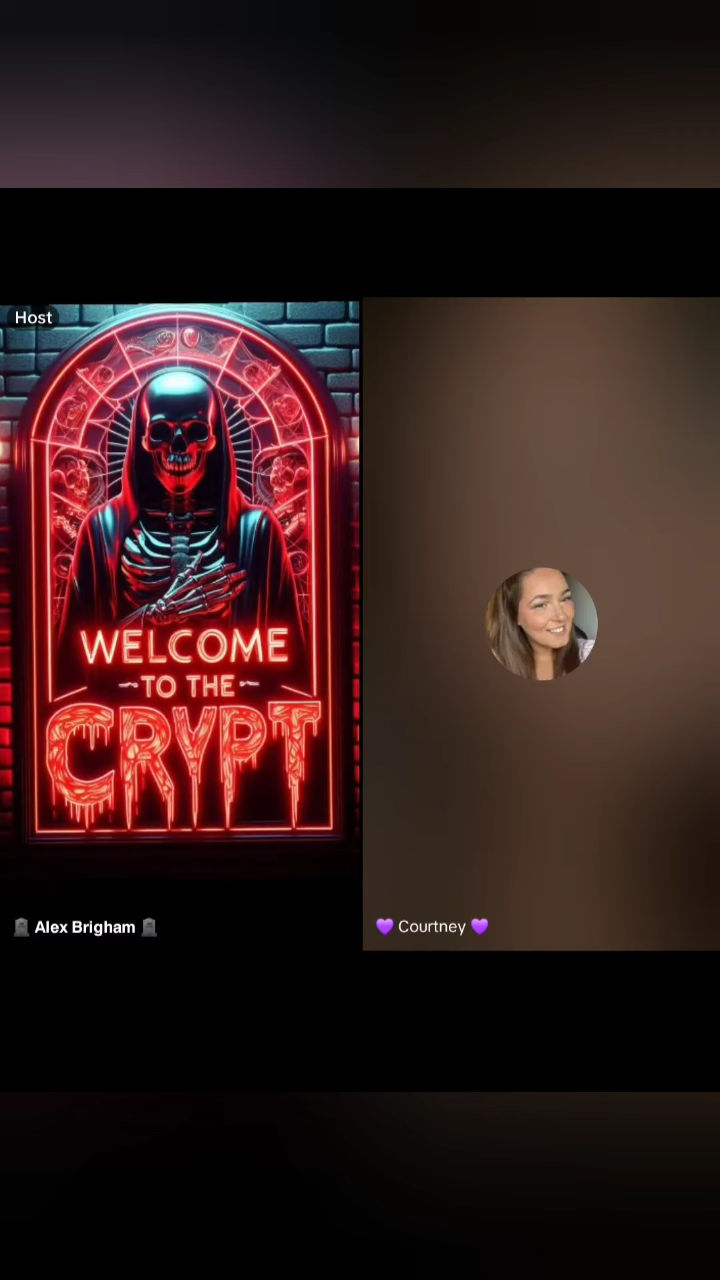 Host
WELCOME
TO THE
CRYPT
🪦 Alex Brigham 🪦
💜 Courtney 💜